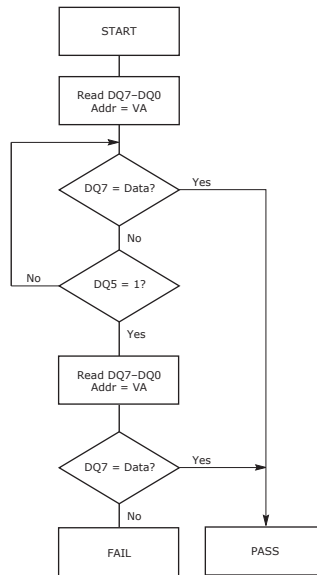 START
Read DQ7–DQ0
Addr = VA
DQ7 = Data?
Yes
No
No
DQ5 = 1?
Yes
Read DQ7–DQ0
Addr = VA
DQ7 = Data?
Yes
No
FAIL
PASS